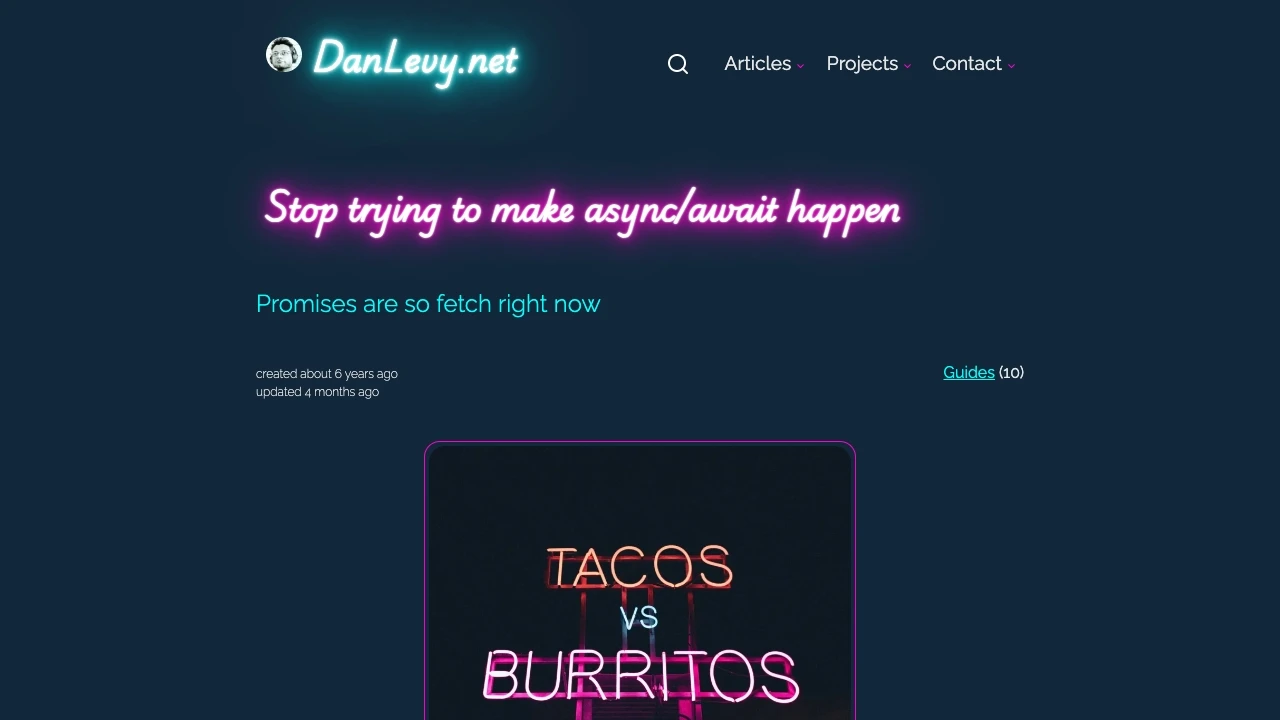 DanLevy.net
Articles
Projects
Contact
Stop trying to make async/await happen
Promises are so fetch right now
created about 6 years ago
updated 4 months ago
Guides (10)
TACOS
VS
BURRITOS